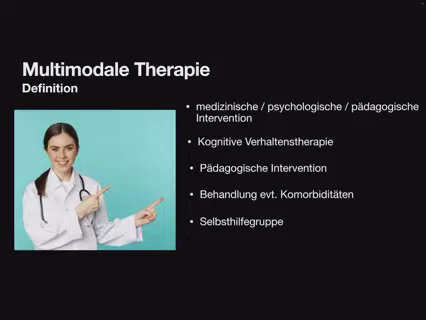 Multimodale Therapie
Definition
• medizinische / psychologische / pädagogische
Intervention
• Kognitive Verhaltenstherapie
• Pädagogische Intervention
• Behandlung evt. Komorbiditäten
• Selbsthilfegruppe